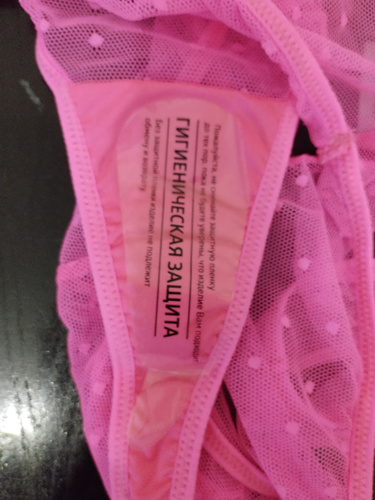 Пожалуйста, не снимайте защитную пленку
до тех пор, пока не будете уверены, что изделие Вам подходит
ГИГИЕНИЧЕСКАЯ ЗАЩИТА
Без защитной пленки изделие не подлежит
обмену и возврату.